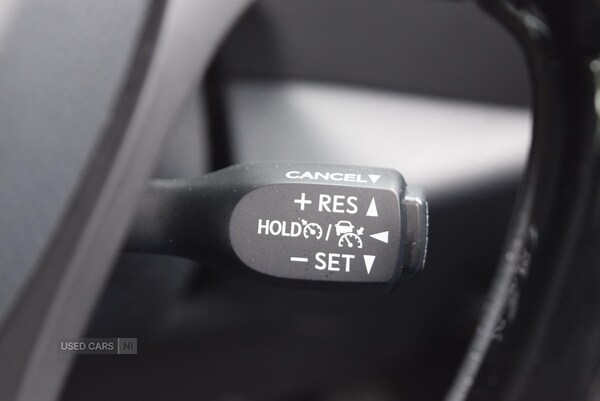 CANCEL
+ RES
HOLD /
− SET
USED CARS NI